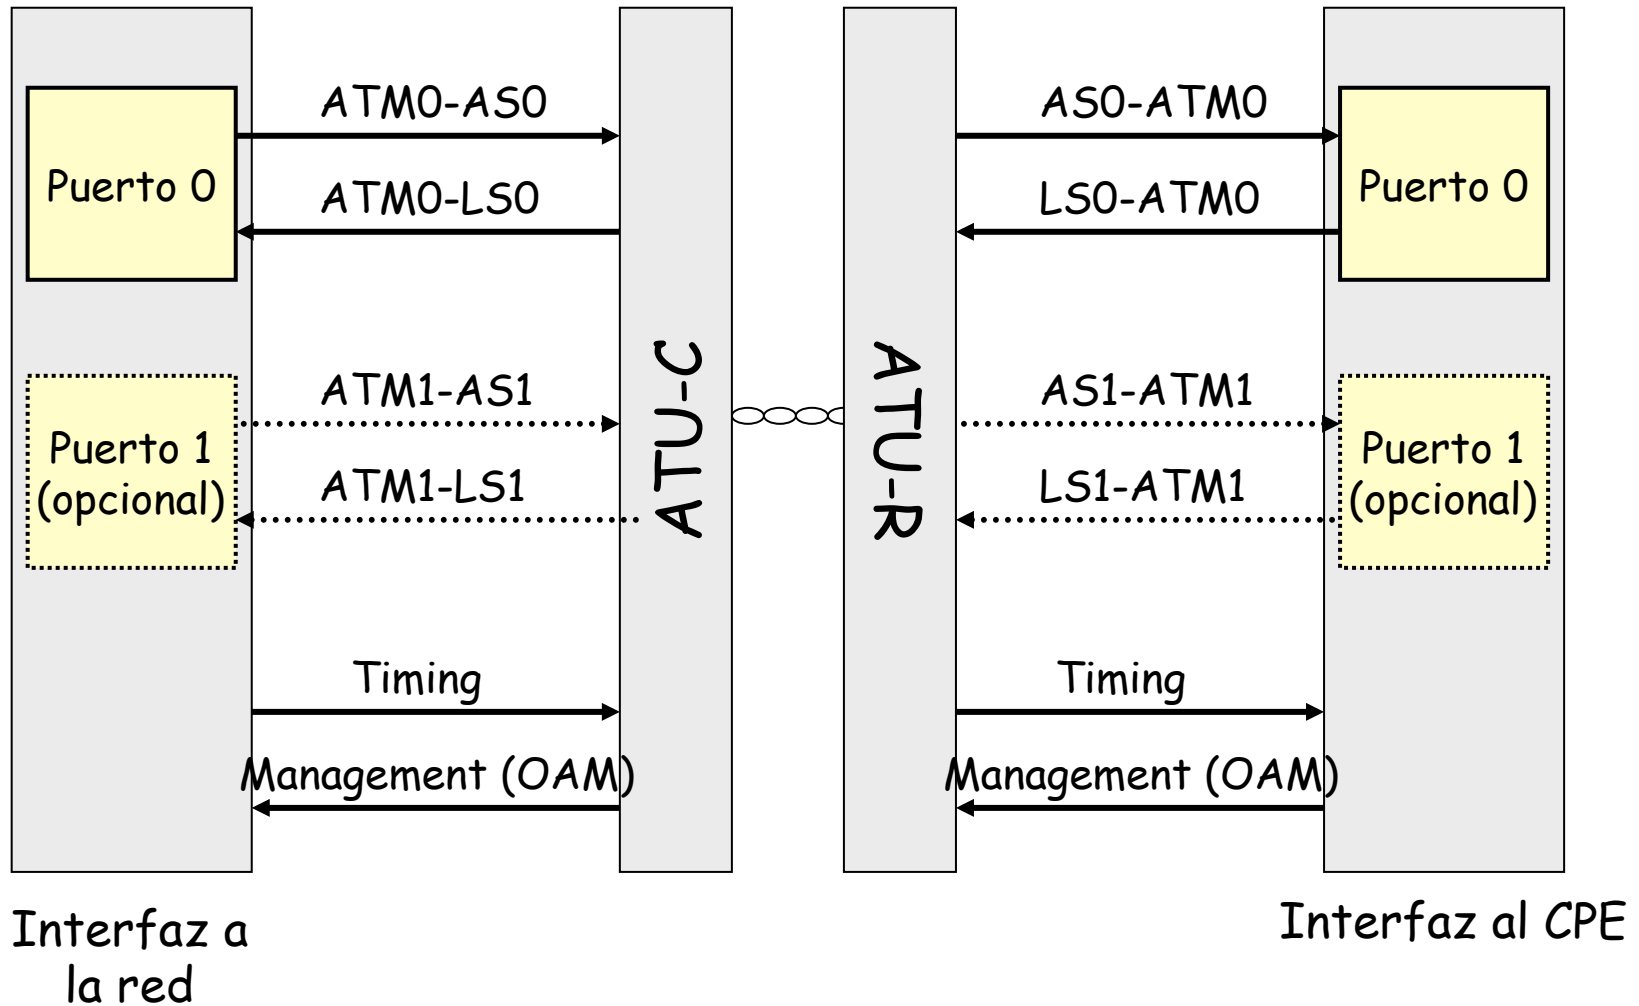 ATM0-AS0
AS0-ATM0
Puerto 0
Puerto 0
ATM0-LS0
LS0-ATM0
ATU-C
ATU-R
ATM1-AS1
AS1-ATM1
Puerto 1
(opcional)
Puerto 1
(opcional)
ATM1-LS1
LS1-ATM1
Timing
Timing
Management (OAM)
Management (OAM)
Interfaz a
la red
Interfaz al CPE